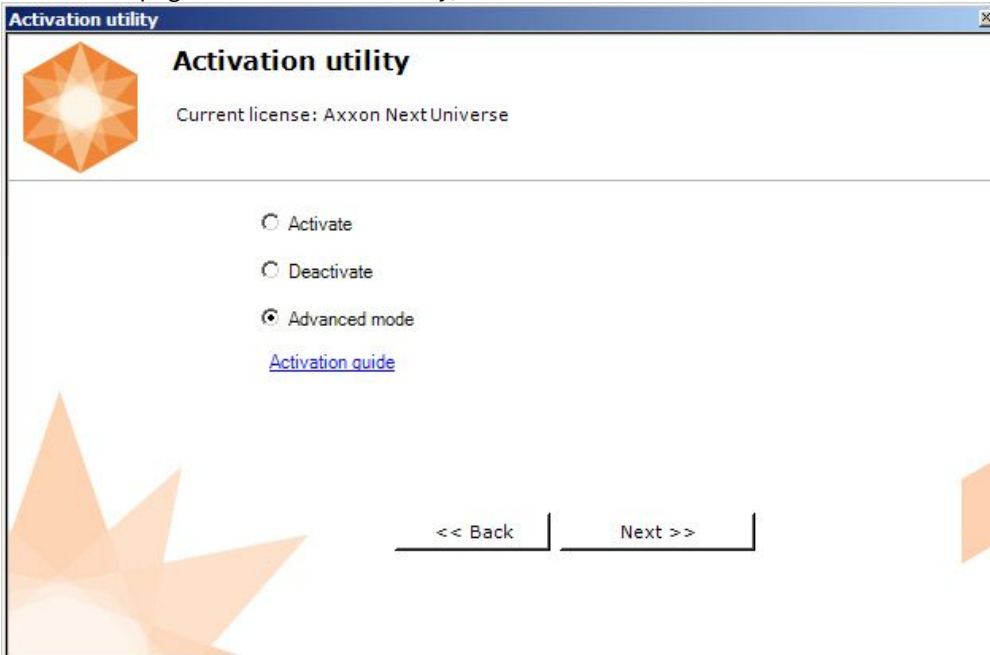 Activation utility
Activation utility
Current license: Axxon Next Universe
Activate
Deactivate
Advanced mode
Activation guide
<< Back
Next >>